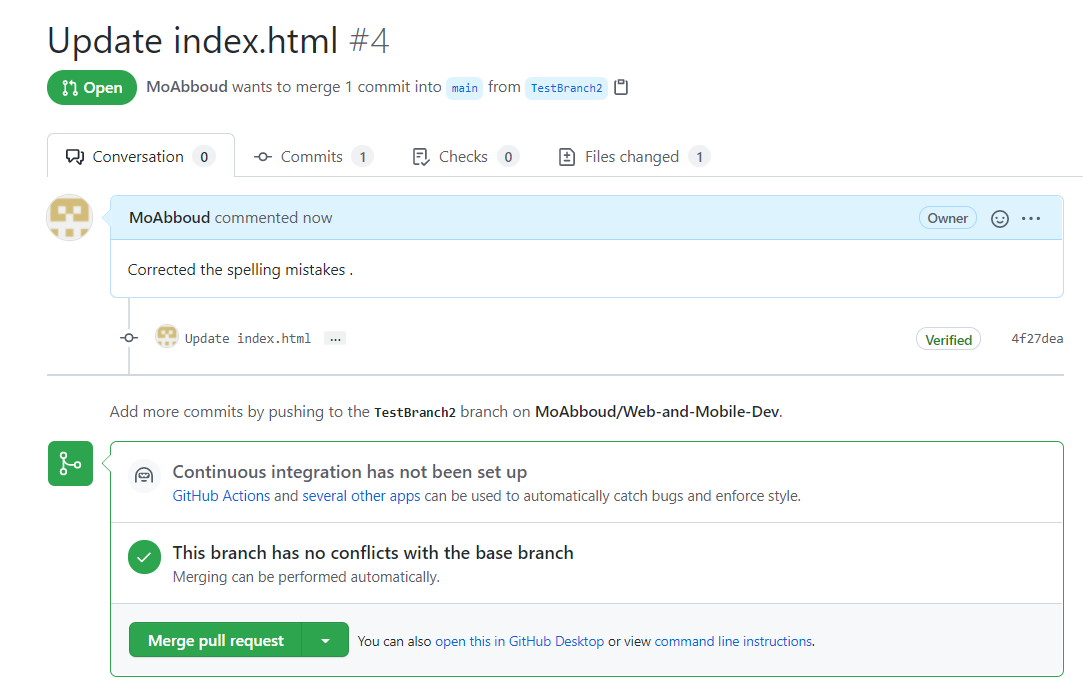 Update index.html #4
Open MoAbboud wants to merge 1 commit into main from TestBranch2
Conversation 0 Commits 1 Checks 0 Files changed 1
MoAbboud commented now Owner
Corrected the spelling mistakes .
Update index.html ... Verified 4f27dea
Add more commits by pushing to the TestBranch2 branch on MoAbboud/Web-and-Mobile-Dev.
Continuous integration has not been set up
GitHub Actions and several other apps can be used to automatically catch bugs and enforce style.
This branch has no conflicts with the base branch
Merging can be performed automatically.
Merge pull request You can also open this in GitHub Desktop or view command line instructions.